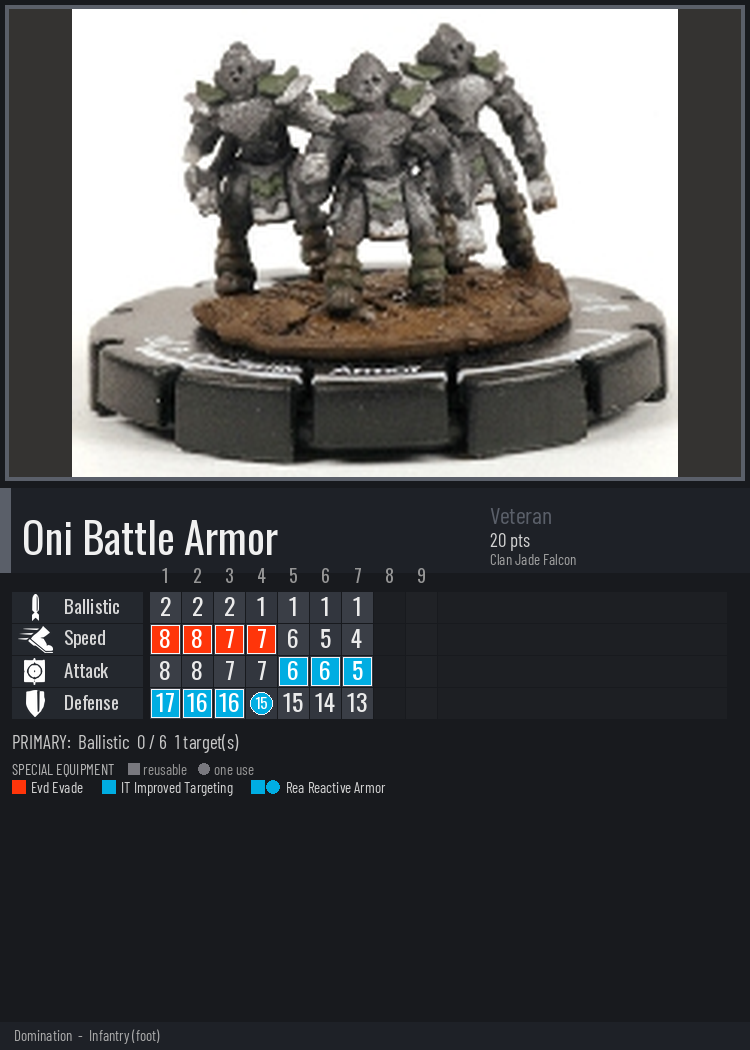 Armor
Oni Battle Armor
Veteran
20 pts
Clan Jade Falcon
1 2 3 4 5 6 7 8 9
Ballistic 2 2 2 1 1 1 1
Speed 8 8 7 7 6 5 4
Attack 8 8 7 7 6 6 5
Defense 17 16 16 15 15 14 13
PRIMARY: Ballistic 0 / 6 1 target(s)
SPECIAL EQUIPMENT reusable one use
Evd Evade IT Improved Targeting Rea Reactive Armor
Domination - Infantry (foot)